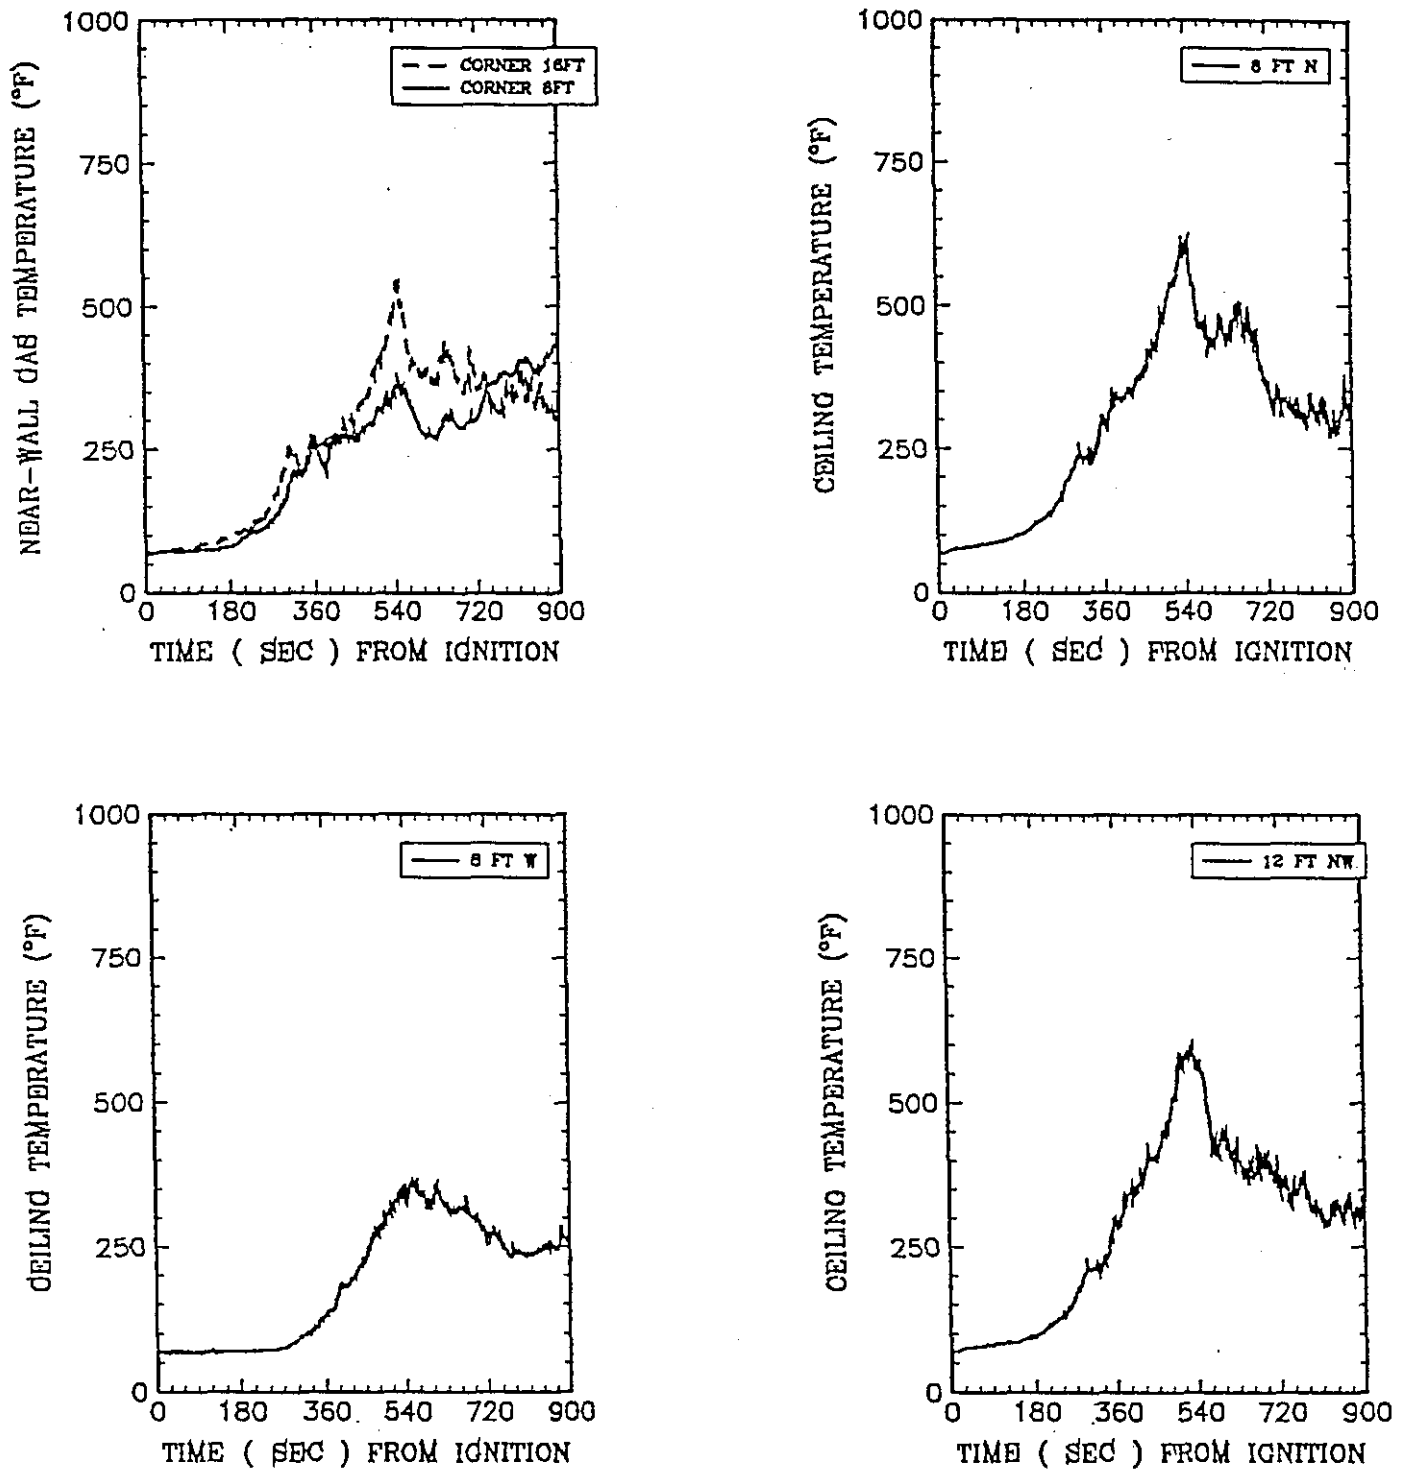 NEAR-WALL GAS TEMPERATURE (°F)
1000
750
500
250
0
CORNER 16FT
CORNER 8FT
0 180 360 540 720 900
TIME ( SEC ) FROM IGNITION
CEILING TEMPERATURE (°F)
1000
750
500
250
0
8 FT N
0 180 360 540 720 900
TIME ( SEC ) FROM IGNITION
CEILING TEMPERATURE (°F)
1000
750
500
250
0
8 FT W
0 180 360 540 720 900
TIME ( SEC ) FROM IGNITION
CEILING TEMPERATURE (°F)
1000
750
500
250
0
12 FT NW
0 180 360 540 720 900
TIME ( SEC ) FROM IGNITION